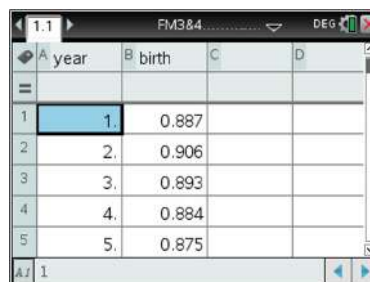 1.1 FM3&4 DEG
A year B birth C D
=
1 1. 0.887
2 2. 0.906
3 3. 0.893
4 4. 0.884
5 5. 0.875
A1 1